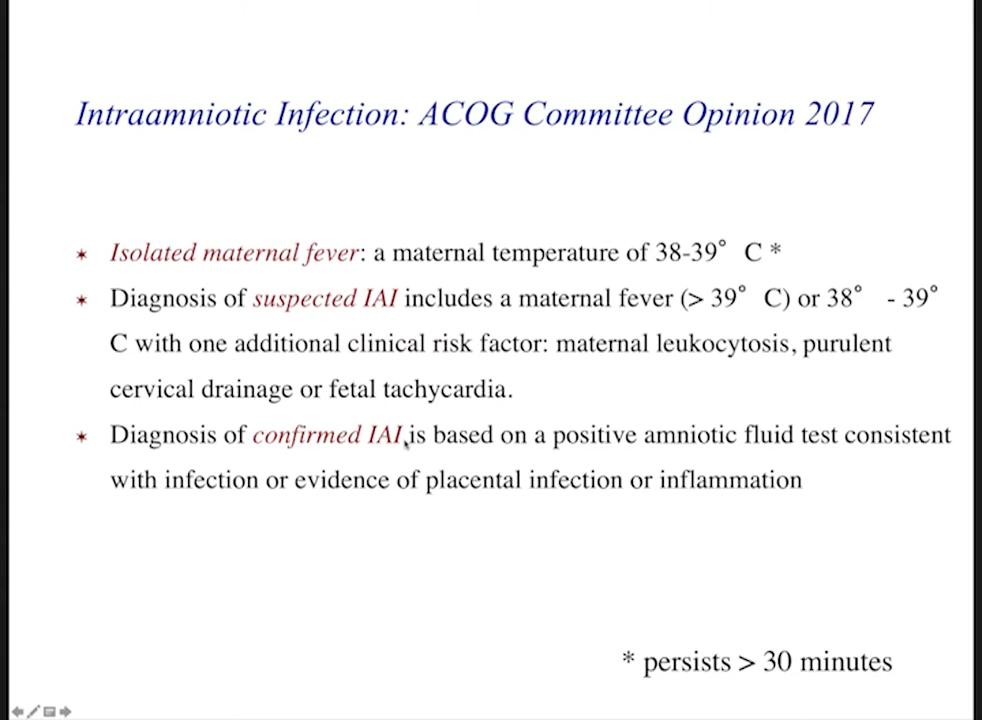 Intraamniotic Infection: ACOG Committee Opinion 2017
* Isolated maternal fever: a maternal temperature of 38-39° C *
* Diagnosis of suspected IAI includes a maternal fever (> 39° C) or 38° - 39°
C with one additional clinical risk factor: maternal leukocytosis, purulent
cervical drainage or fetal tachycardia.
* Diagnosis of confirmed IAI is based on a positive amniotic fluid test consistent
with infection or evidence of placental infection or inflammation
* persists > 30 minutes